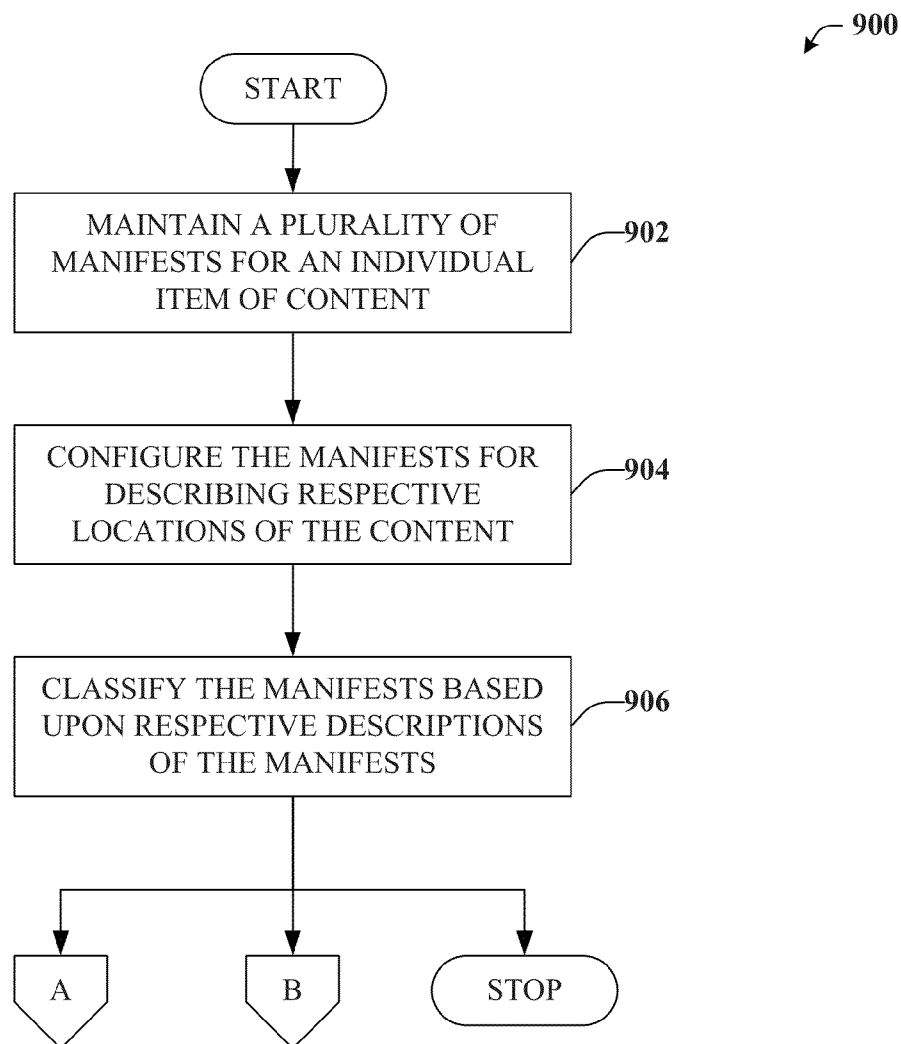 900
START
MAINTAIN A PLURALITY OF
MANIFESTS FOR AN INDIVIDUAL
ITEM OF CONTENT
902
CONFIGURE THE MANIFESTS FOR
DESCRIBING RESPECTIVE
LOCATIONS OF THE CONTENT
904
CLASSIFY THE MANIFESTS BASED
UPON RESPECTIVE DESCRIPTIONS
OF THE MANIFESTS
906
A
B
STOP